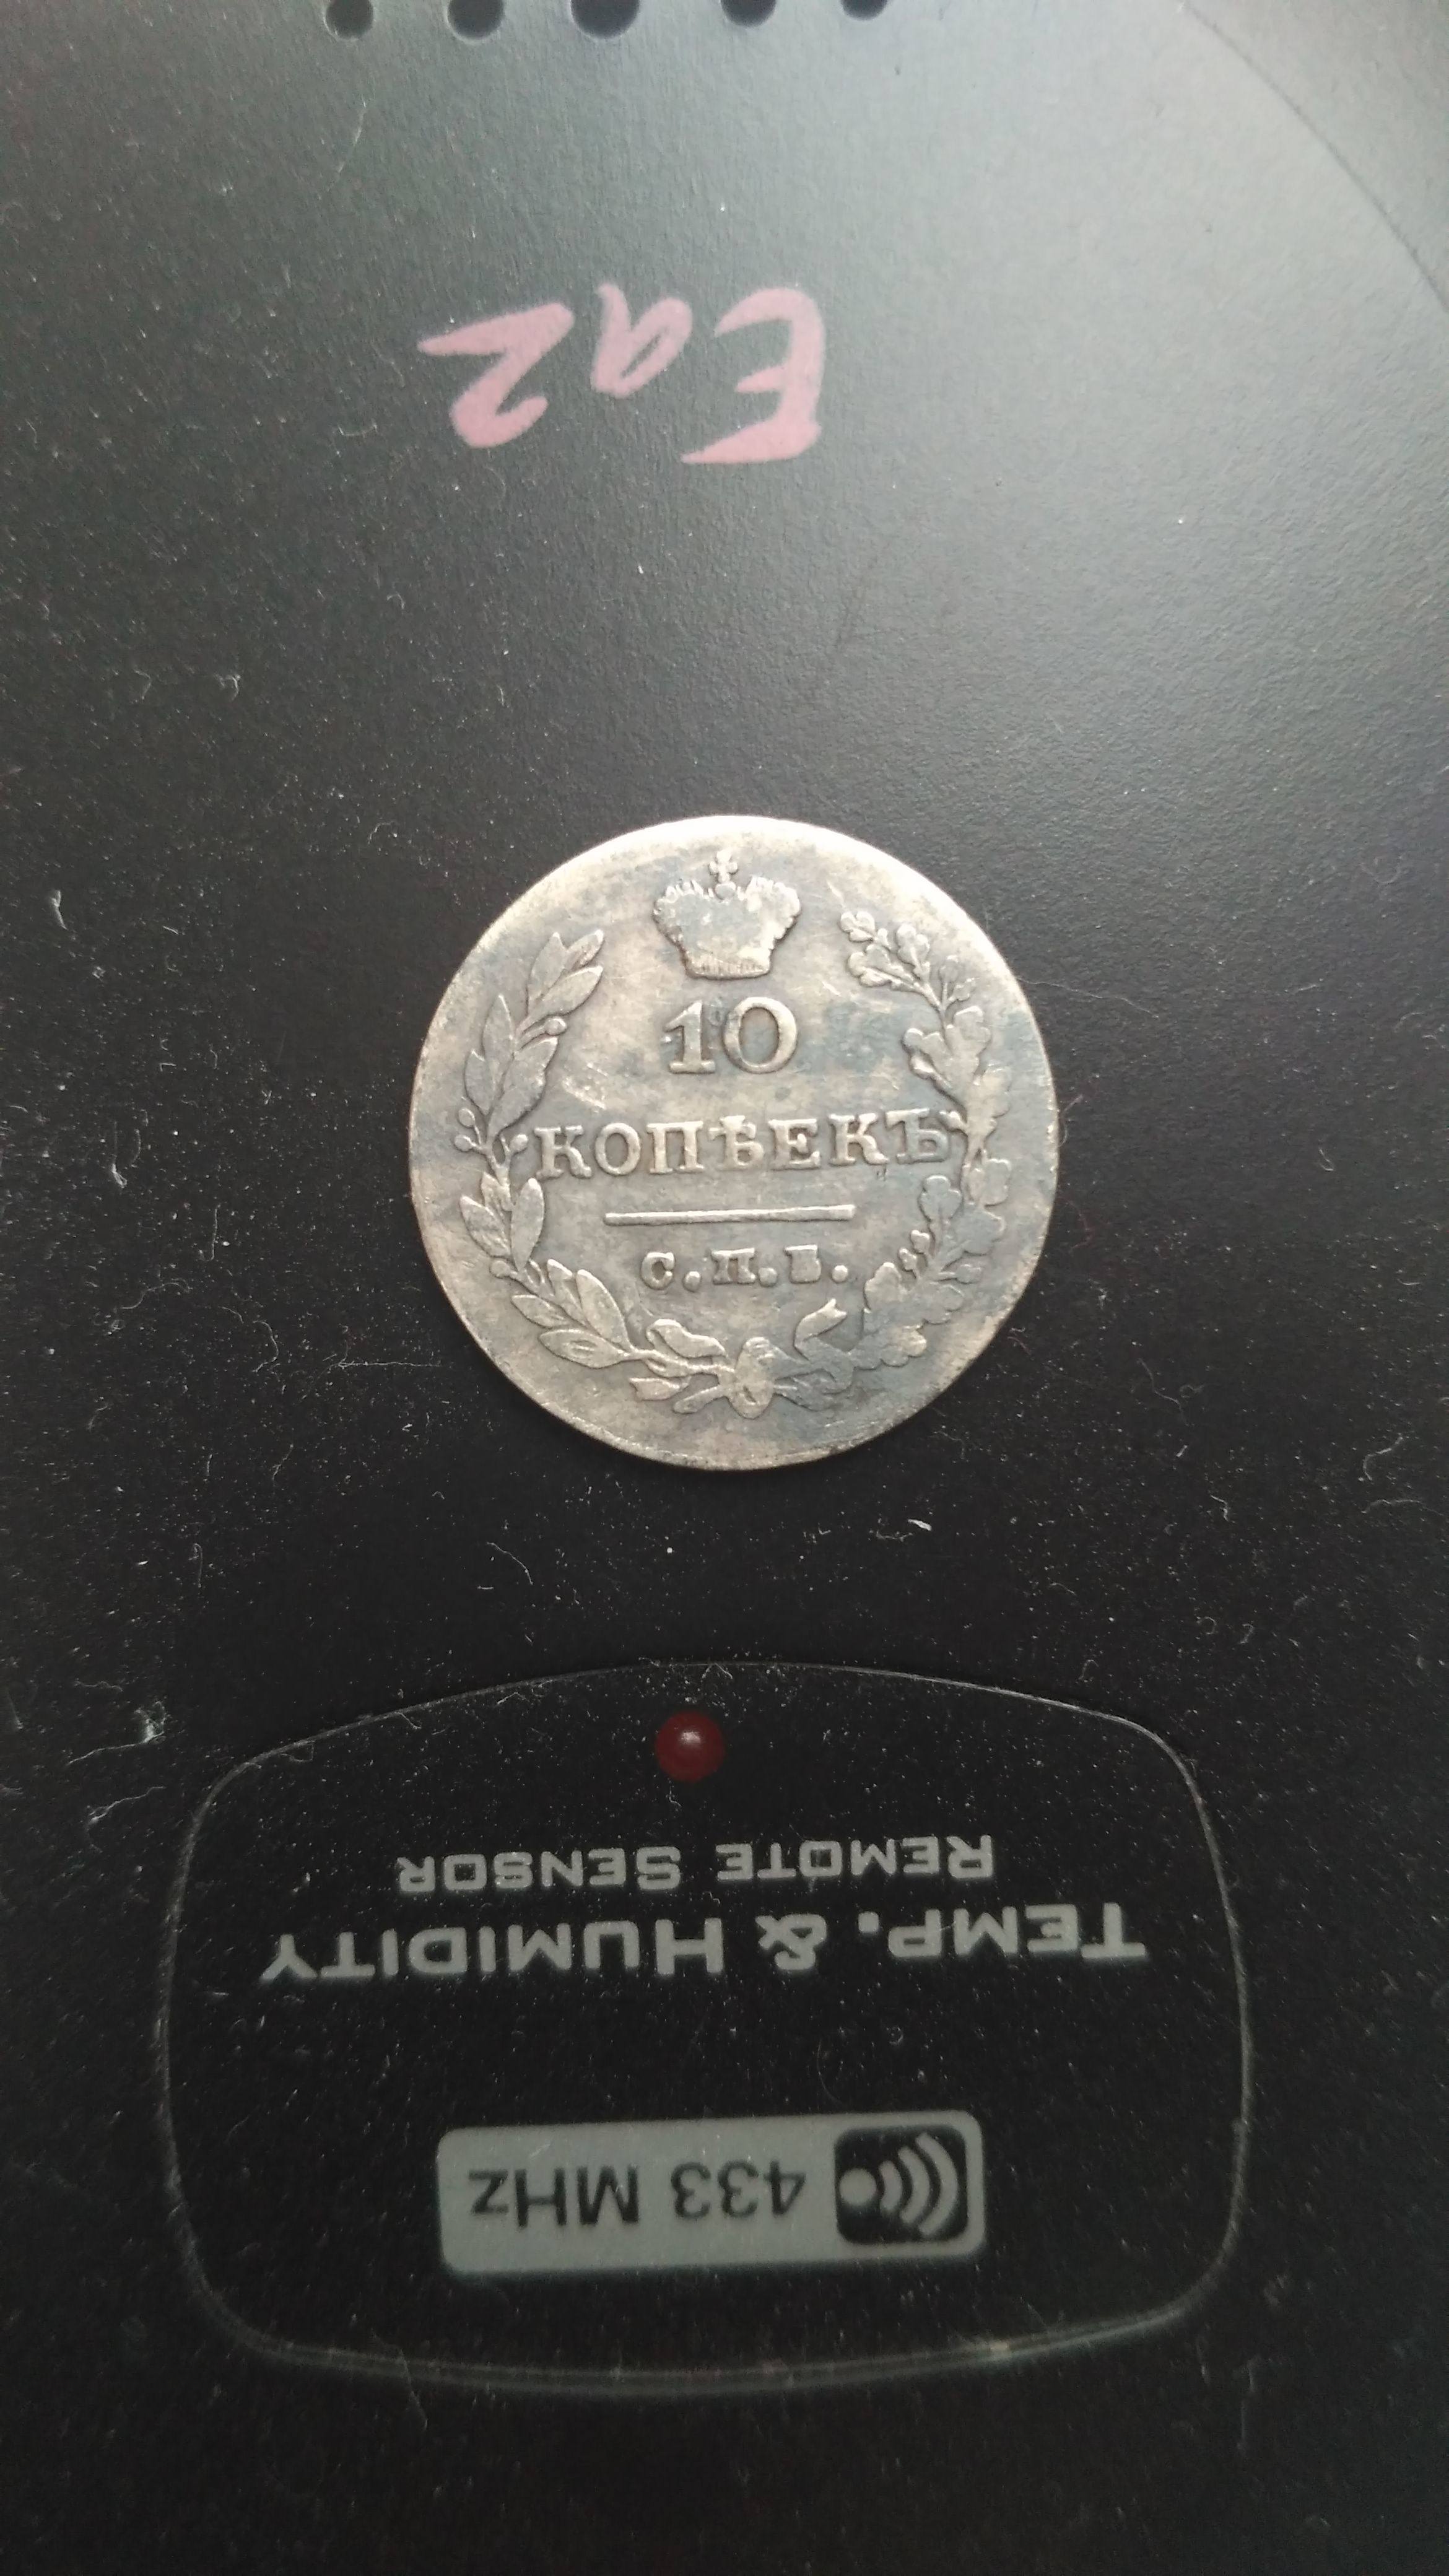 Eq2
10
КОПѢЕКЪ
С.П.Б.
TEMP. & HUMIDITY
REMOTE SENSOR
433 MHz